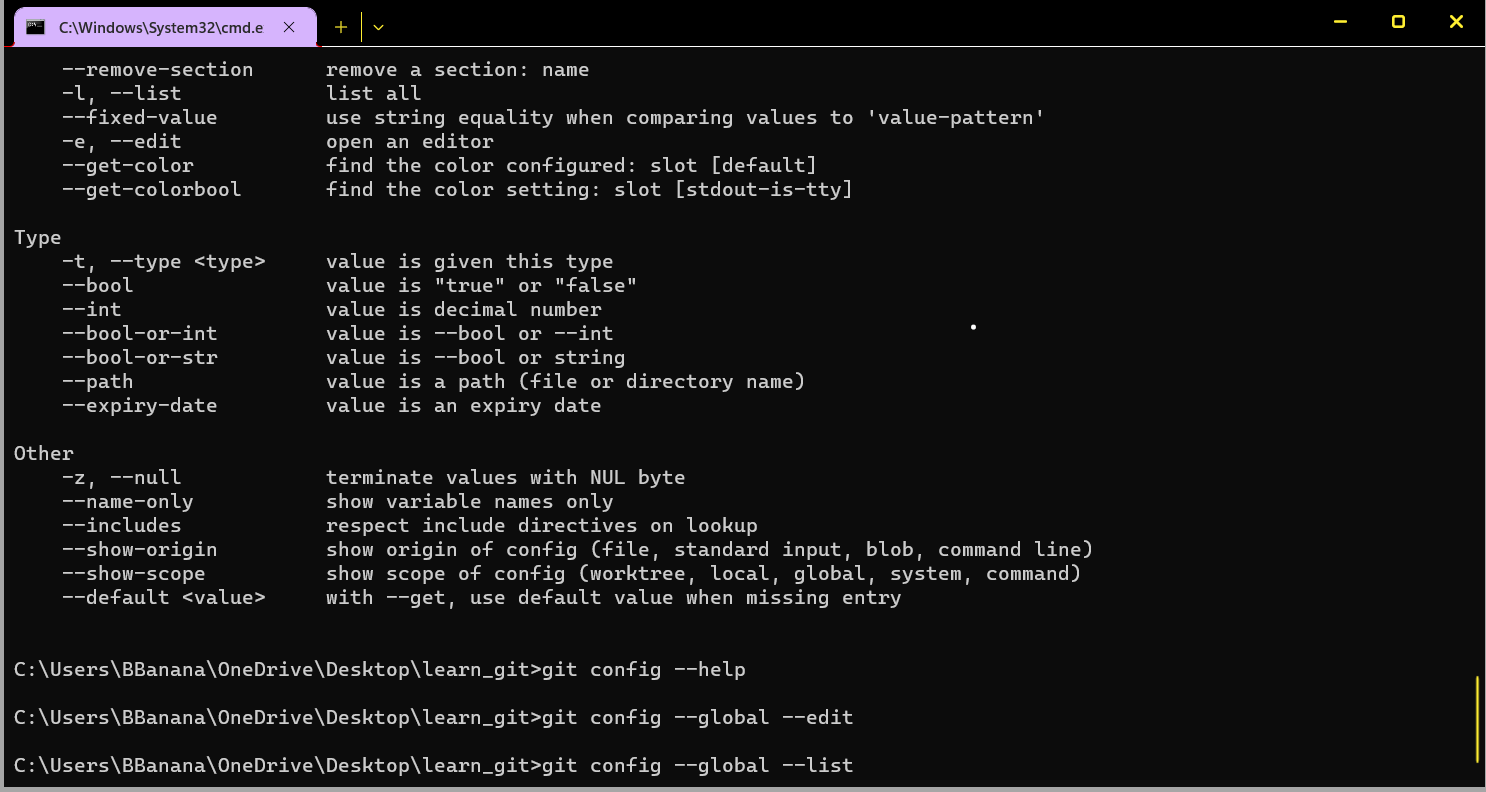 C:\Windows\System32\cmd.e
--remove-section      remove a section: name
-l, --list            list all
--fixed-value         use string equality when comparing values to 'value-pattern'
-e, --edit            open an editor
--get-color           find the color configured: slot [default]
--get-colorbool       find the color setting: slot [stdout-is-tty]
Type
-t, --type <type>     value is given this type
--bool                value is "true" or "false"
--int                 value is decimal number
--bool-or-int         value is --bool or --int
--bool-or-str         value is --bool or string
--path                value is a path (file or directory name)
--expiry-date         value is an expiry date
Other
-z, --null            terminate values with NUL byte
--name-only           show variable names only
--includes            respect include directives on lookup
--show-origin         show origin of config (file, standard input, blob, command line)
--show-scope          show scope of config (worktree, local, global, system, command)
--default <value>     with --get, use default value when missing entry
C:\Users\BBanana\OneDrive\Desktop\learn_git>git config --help
C:\Users\BBanana\OneDrive\Desktop\learn_git>git config --global --edit
C:\Users\BBanana\OneDrive\Desktop\learn_git>git config --global --list